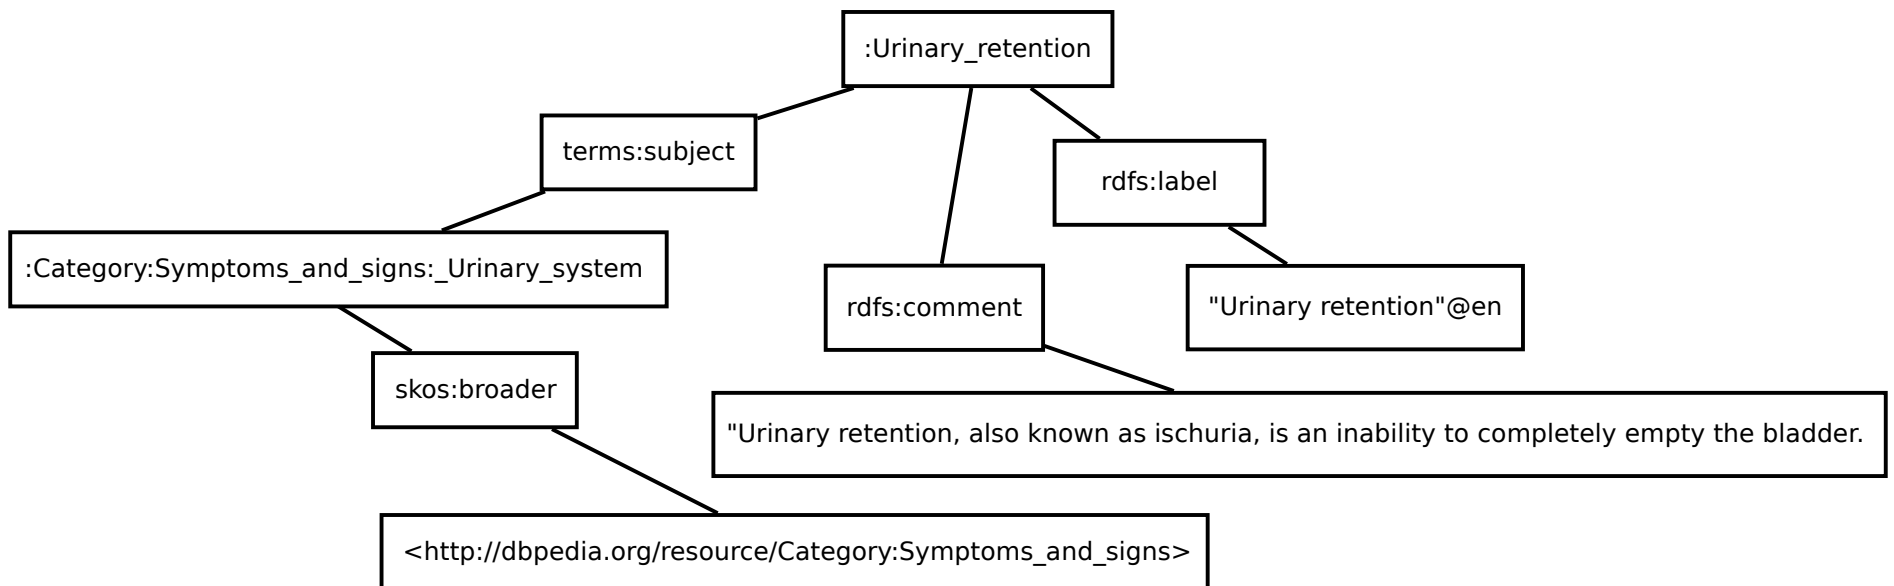 :Urinary_retention
terms:subject
rdfs:label
:Category:Symptoms_and_signs:_Urinary_system
rdfs:comment
"Urinary retention"@en
skos:broader
"Urinary retention, also known as ischuria, is an inability to completely empty the bladder.
<http://dbpedia.org/resource/Category:Symptoms_and_signs>